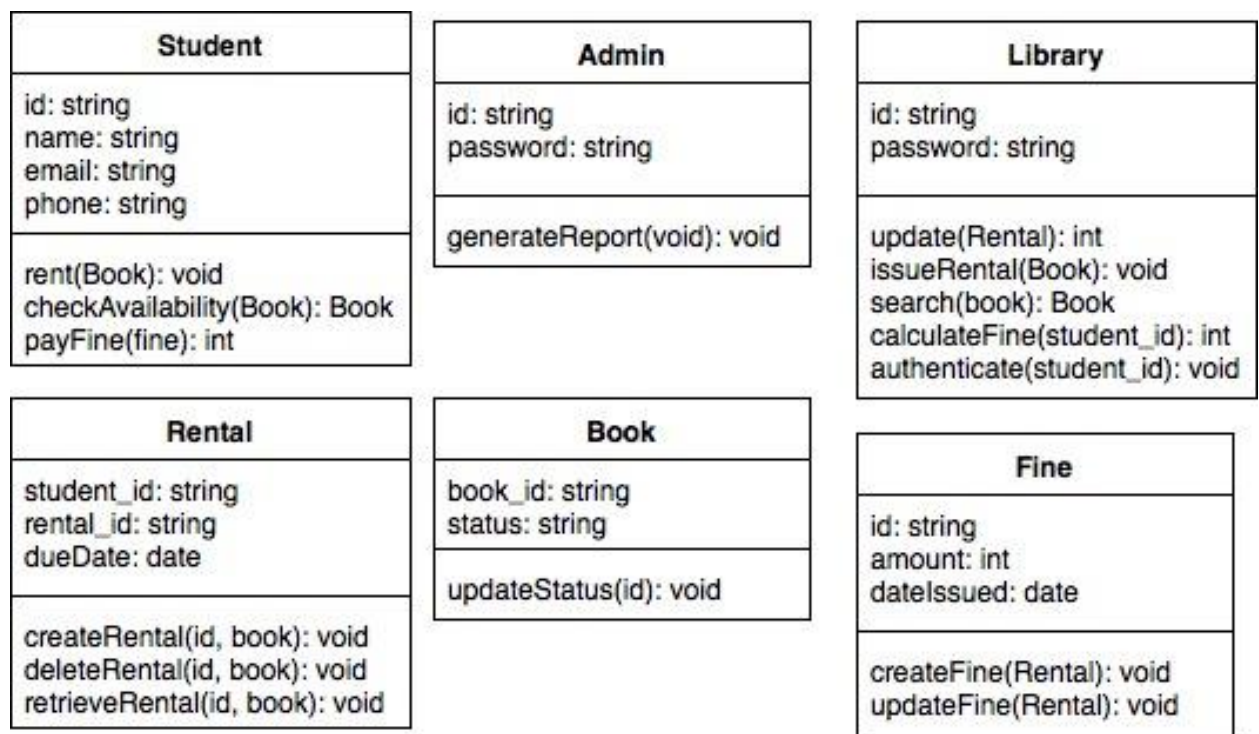 Student
id: string
name: string
email: string
phone: string
rent(Book): void
checkAvailability(Book): Book
payFine(fine): int
Admin
id: string
password: string
generateReport(void): void
Library
id: string
password: string
update(Rental): int
issueRental(Book): void
search(book): Book
calculateFine(student_id): int
authenticate(student_id): void
Rental
student_id: string
rental_id: string
dueDate: date
createRental(id, book): void
deleteRental(id, book): void
retrieveRental(id, book): void
Book
book_id: string
status: string
updateStatus(id): void
Fine
id: string
amount: int
dateIssued: date
createFine(Rental): void
updateFine(Rental): void